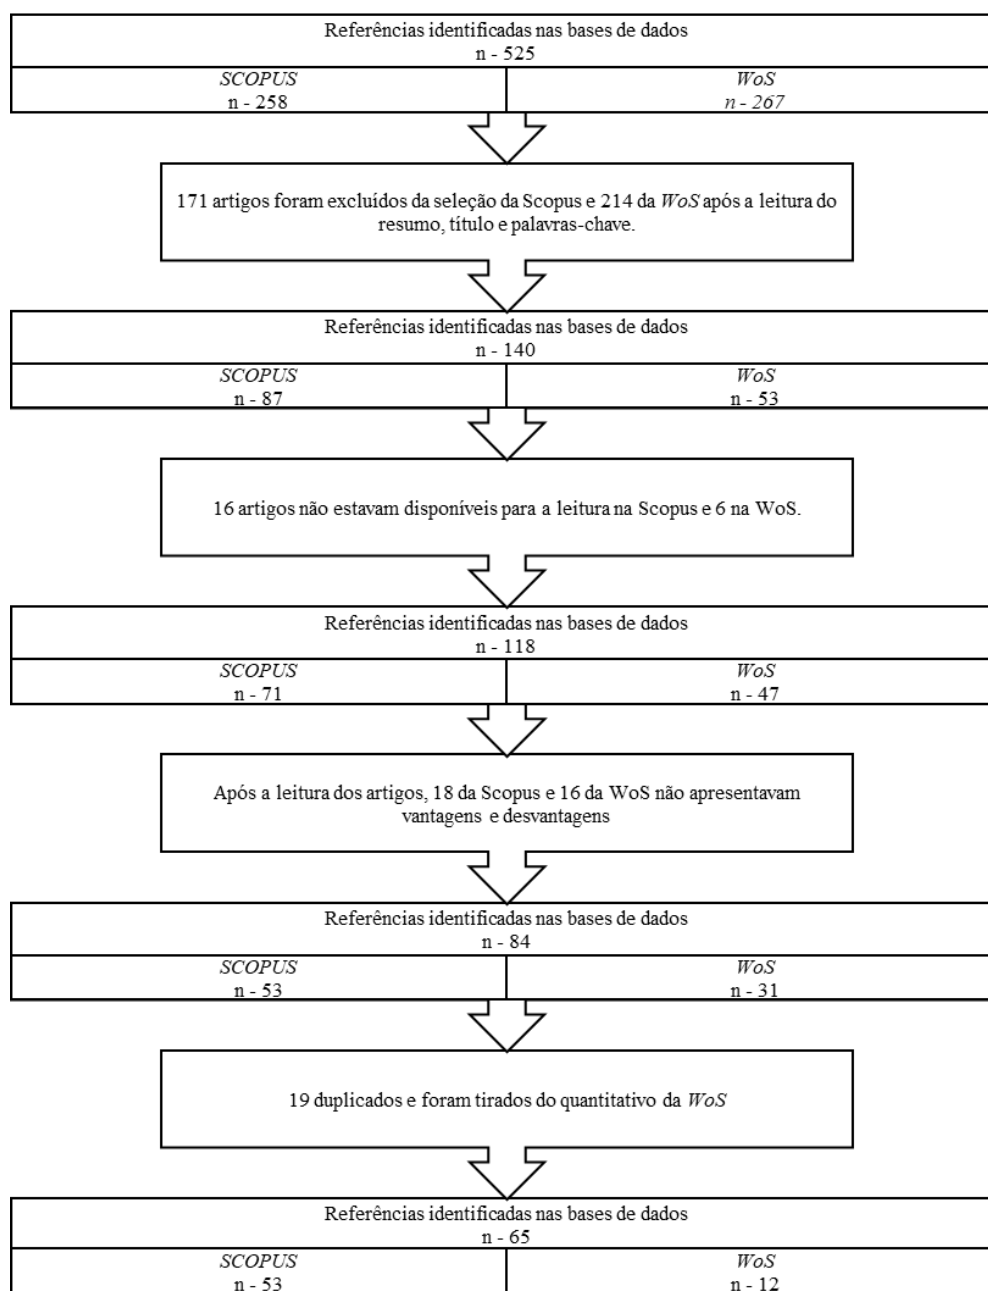 Referências identificadas nas bases de dados
n - 525
SCOPUS
n - 258
WoS
n - 267
171 artigos foram excluídos da seleção da Scopus e 214 da WoS após a leitura do
resumo, título e palavras-chave.
Referências identificadas nas bases de dados
n - 140
SCOPUS
n - 87
WoS
n - 53
16 artigos não estavam disponíveis para a leitura na Scopus e 6 na WoS.
Referências identificadas nas bases de dados
n - 118
SCOPUS
n - 71
WoS
n - 47
Após a leitura dos artigos, 18 da Scopus e 16 da WoS não apresentavam
vantagens e desvantagens
Referências identificadas nas bases de dados
n - 84
SCOPUS
n - 53
WoS
n - 31
19 duplicados e foram tirados do quantitativo da WoS
Referências identificadas nas bases de dados
n - 65
SCOPUS
n - 53
WoS
n - 12